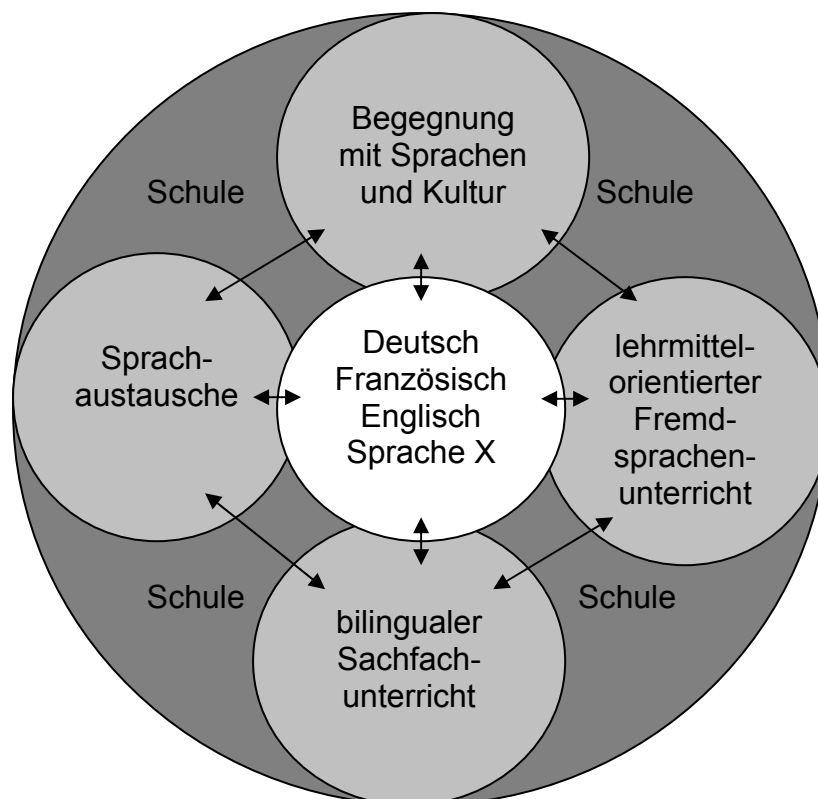 Begegnung
mit Sprachen
und Kultur
Schule
Schule
Sprach-
austausche
Deutsch
Französisch
Englisch
Sprache X
lehrmittel-
orientierter
Fremd-
sprachen-
unterricht
Schule
Schule
bilingualer
Sachfach-
unterricht